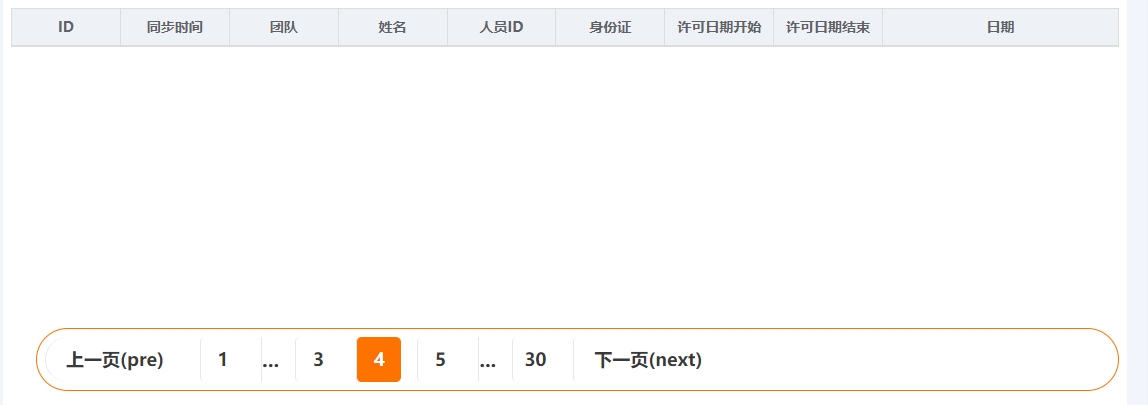 ID 同步时间 团队 姓名 人员ID 身份证 许可日期开始 许可日期结束 日期
上一页(pre) 1 ... 3 4 5 ... 30 下一页(next)